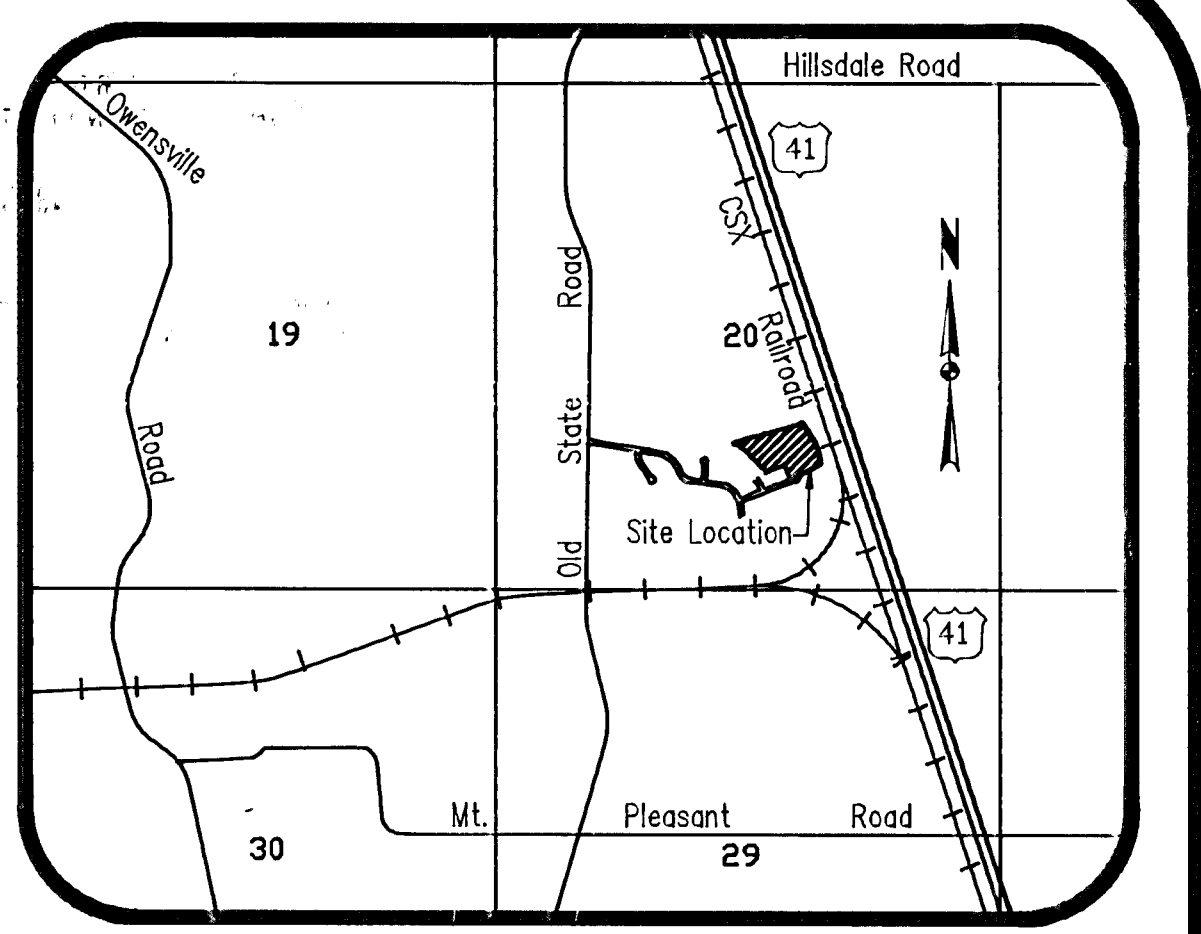 Hillsdale Road
Owensville
41
CSX
N
Road
19
20
Railroad
State
Road
Site Location
Old
41
Mt. Pleasant Road
30
29